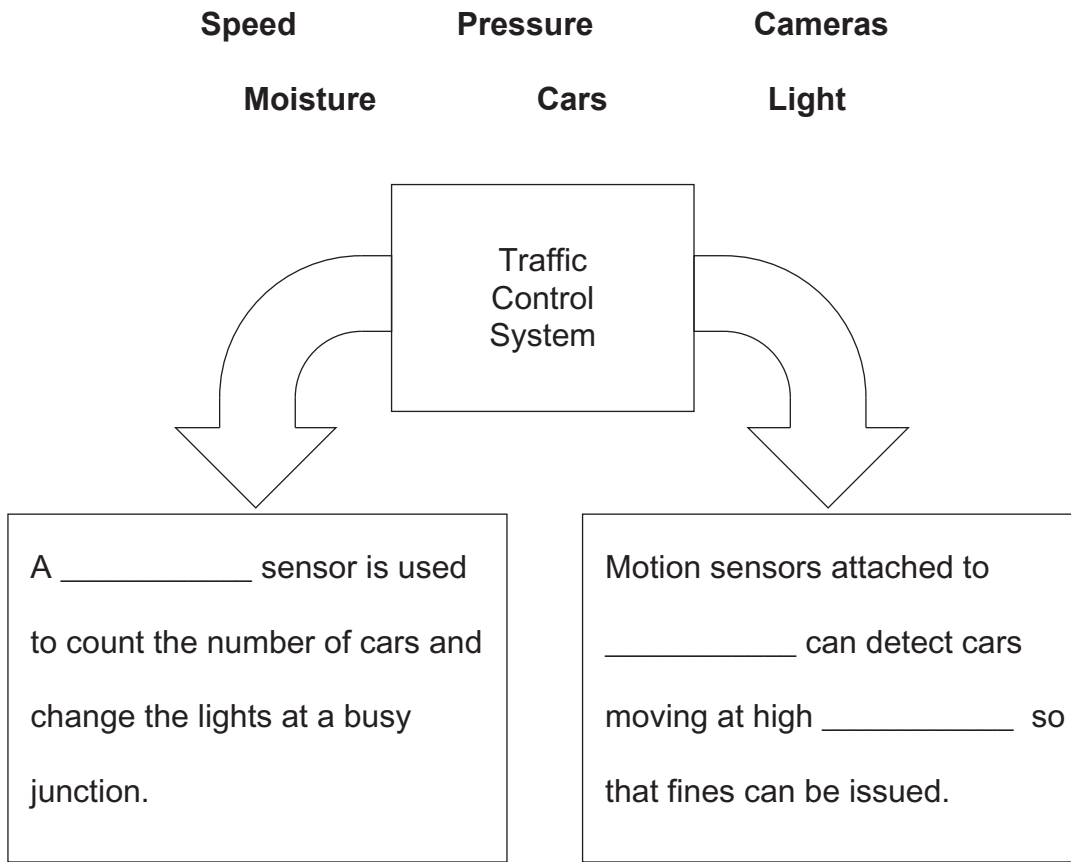 Speed Pressure Cameras
Moisture Cars Light
Traffic
Control
System
A ___________ sensor is used
to count the number of cars and
change the lights at a busy
junction.
Motion sensors attached to
___________ can detect cars
moving at high ___________ so
that fines can be issued.